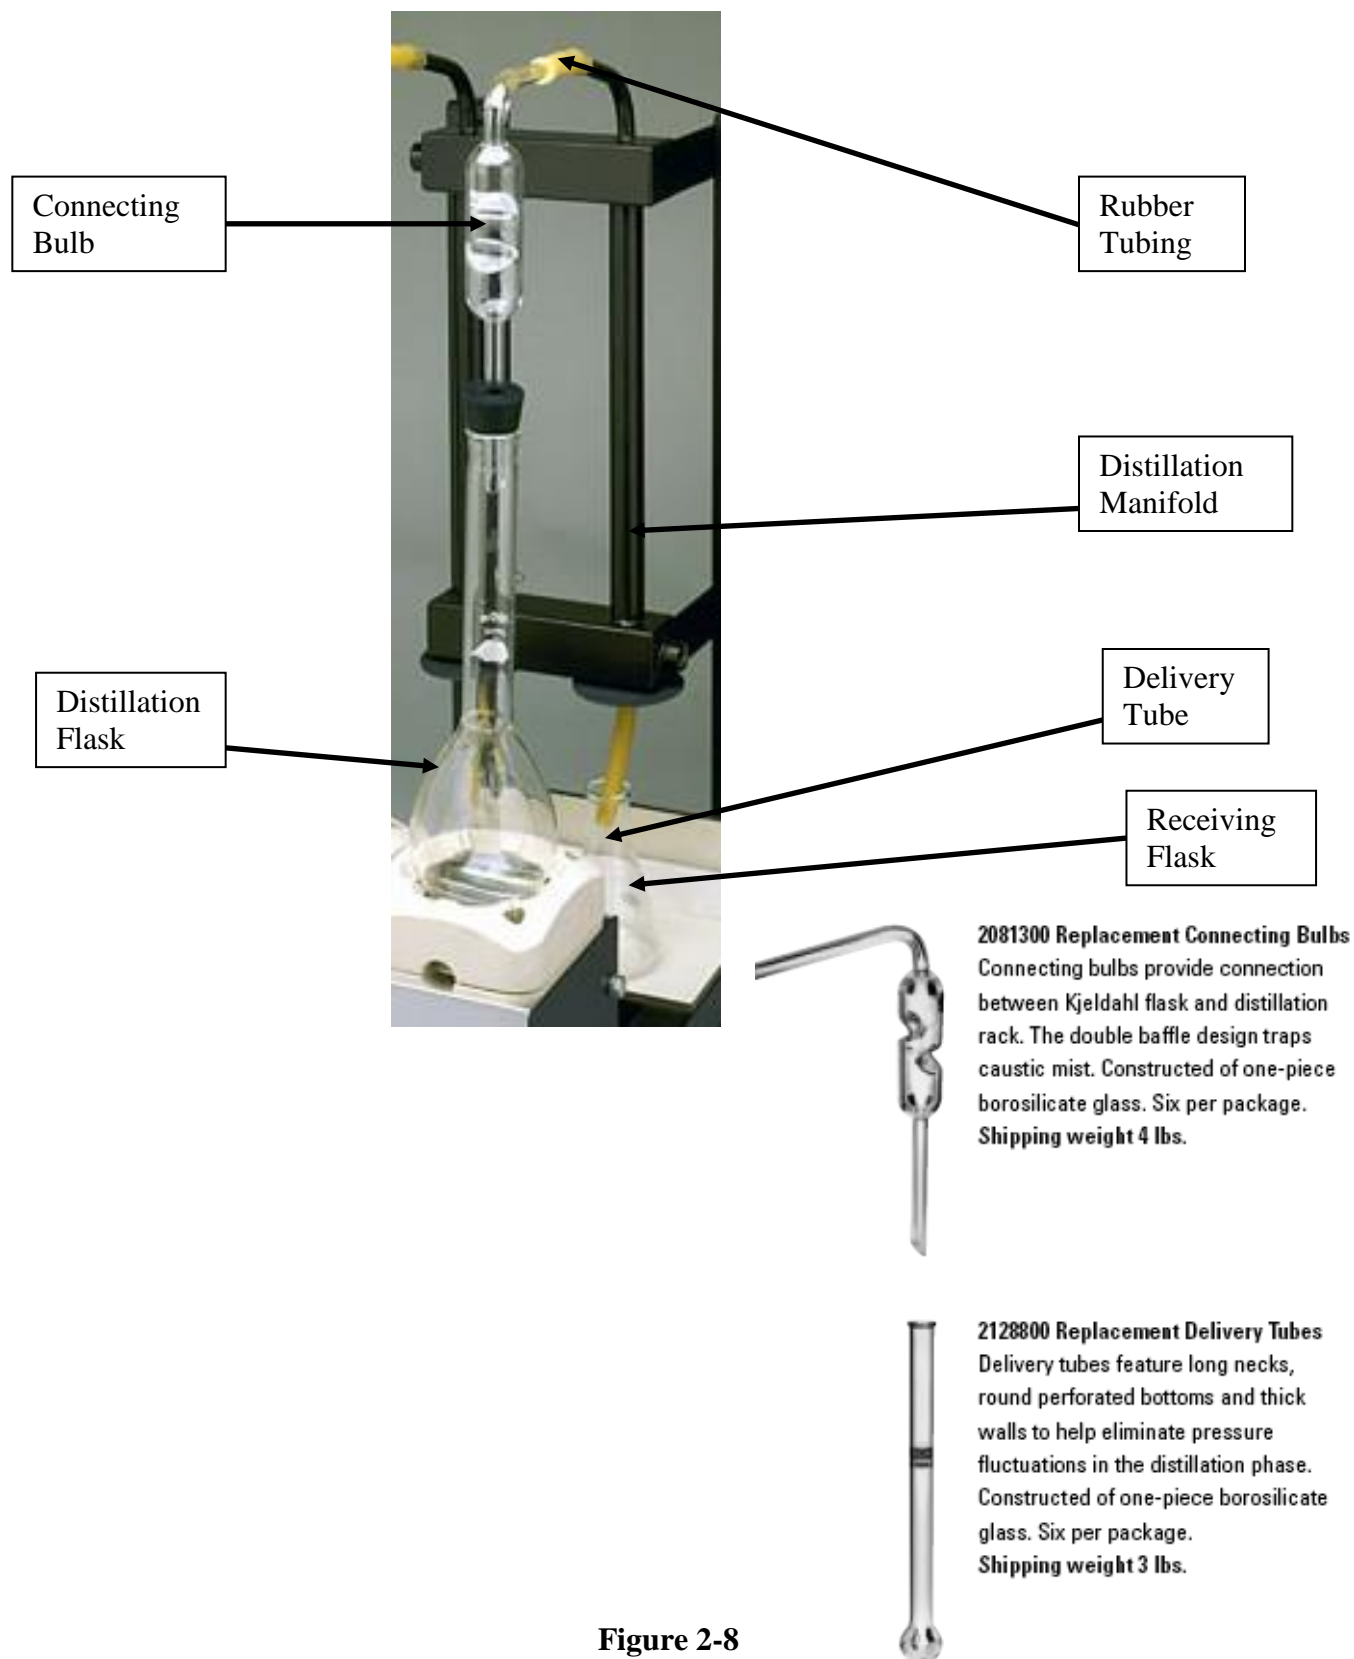 Connecting
Bulb
Rubber
Tubing
Distillation
Manifold
Distillation
Flask
Delivery
Tube
Receiving
Flask
2081300 Replacement Connecting Bulbs
Connecting bulbs provide connection
between Kjeldahl flask and distillation
rack. The double baffle design traps
caustic mist. Constructed of one-piece
borosilicate glass. Six per package.
Shipping weight 4 lbs.
2128800 Replacement Delivery Tubes
Delivery tubes feature long necks,
round perforated bottoms and thick
walls to help eliminate pressure
fluctuations in the distillation phase.
Constructed of one-piece borosilicate
glass. Six per package.
Shipping weight 3 lbs.
Figure 2-8